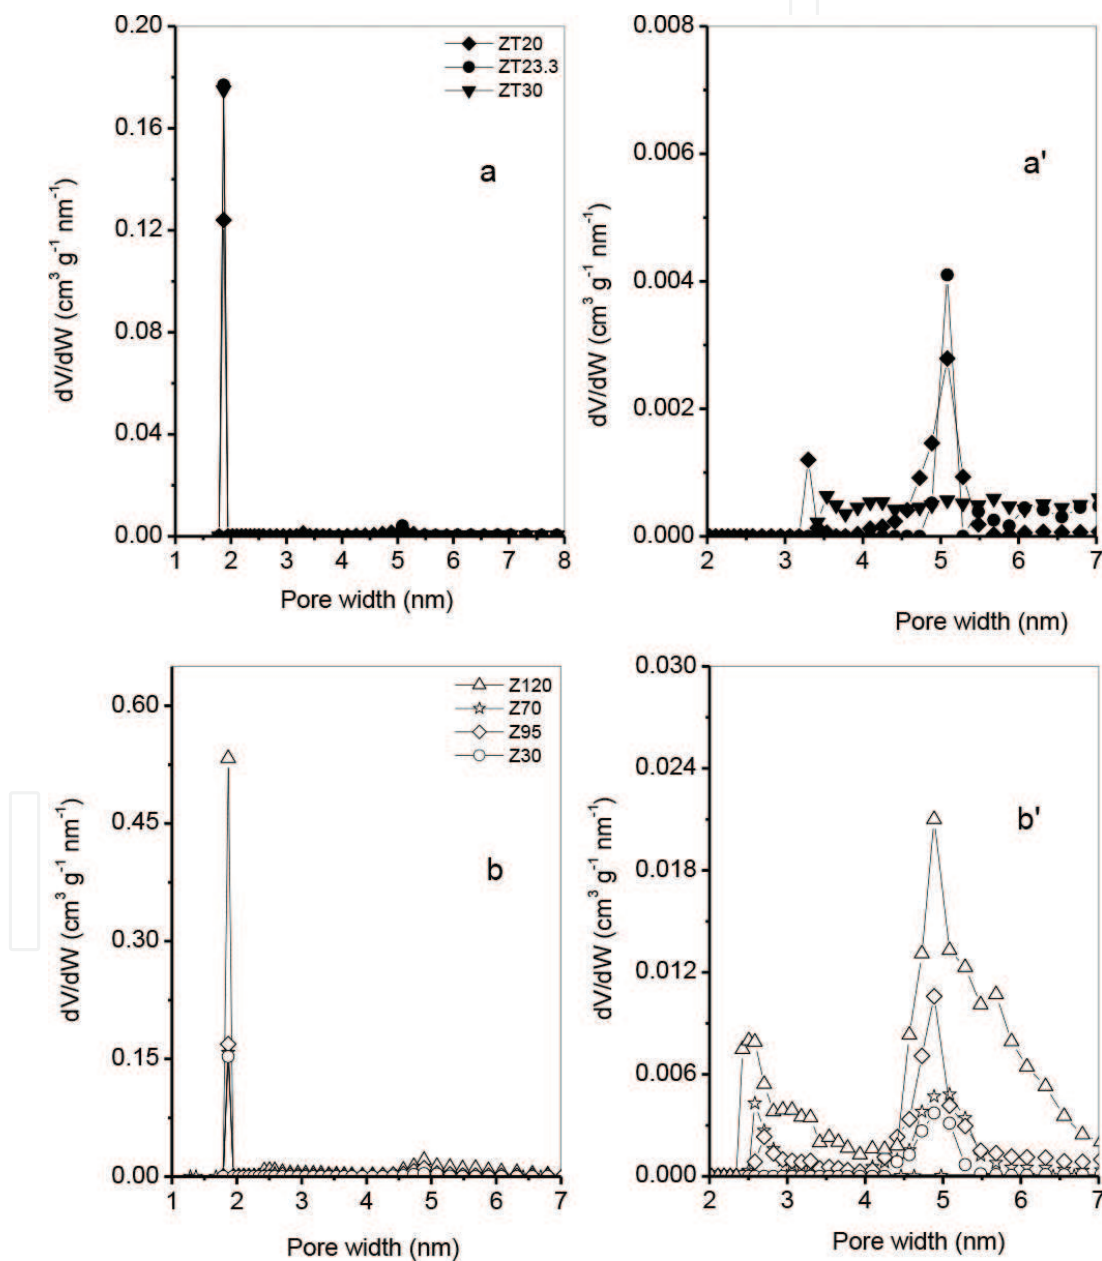 0.20
0.16
0.12
0.08
0.04
0.00
dV/dW (cm³ g⁻¹ nm⁻¹)
ZT20
ZT23.3
ZT30
a
1 2 3 4 5 6 7 8
Pore width (nm)
0.008
0.006
0.004
0.002
0.000
dV/dW (cm³ g⁻¹ nm⁻¹)
a'
2 3 4 5 6 7
Pore width (nm)
0.60
0.45
0.30
0.15
0.00
dV/dW (cm³ g⁻¹ nm⁻¹)
Z120
Z70
Z95
Z30
b
1 2 3 4 5 6 7
Pore width (nm)
0.030
0.024
0.018
0.012
0.006
0.000
dV/dW (cm³ g⁻¹ nm⁻¹)
b'
2 3 4 5 6 7
Pore width (nm)